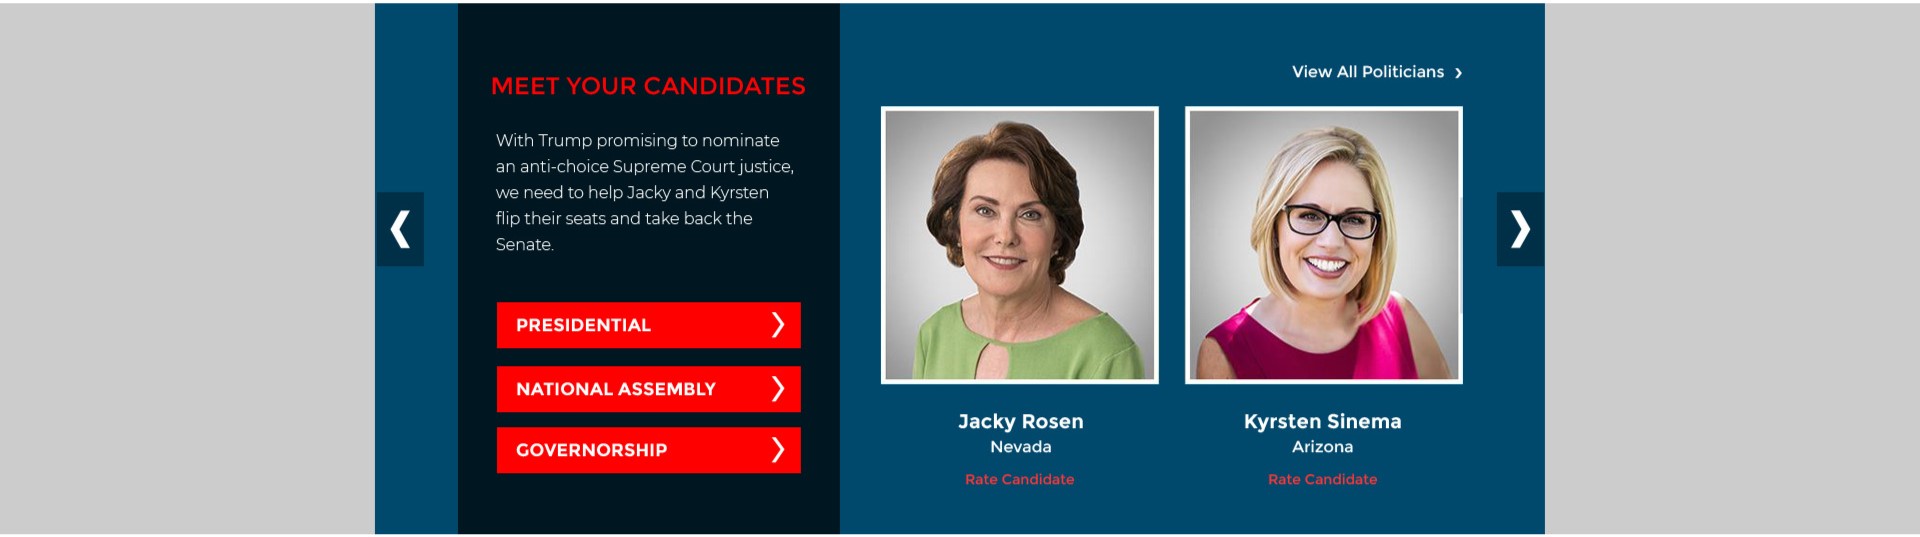 MEET YOUR CANDIDATES
With Trump promising to nominate
an anti-choice Supreme Court justice,
we need to help Jacky and Kyrsten
flip their seats and take back the
Senate.
PRESIDENTIAL
NATIONAL ASSEMBLY
GOVERNORSHIP
View All Politicians
Jacky Rosen
Nevada
Rate Candidate
Kyrsten Sinema
Arizona
Rate Candidate